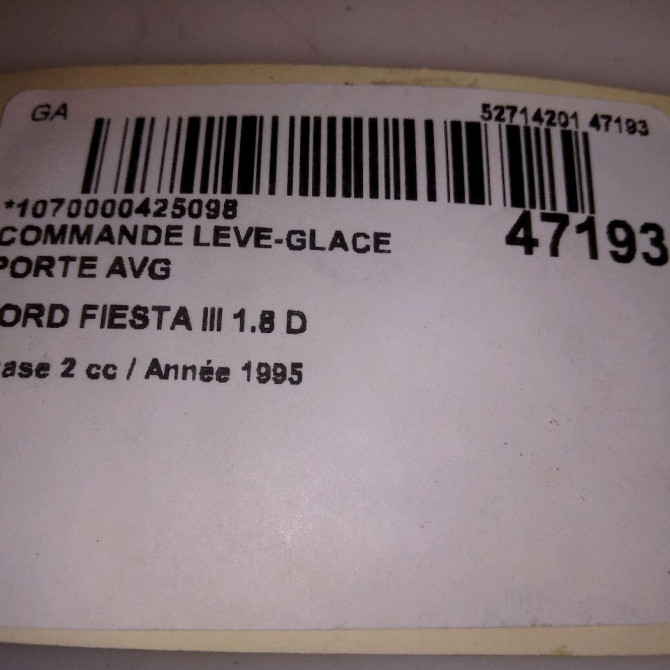 GA
52714201 47193
*1070000425098
47193
COMMANDE LEVE-GLACE
PORTE AVG
ORD FIESTA III 1.8 D
ase 2 cc / Année 1995